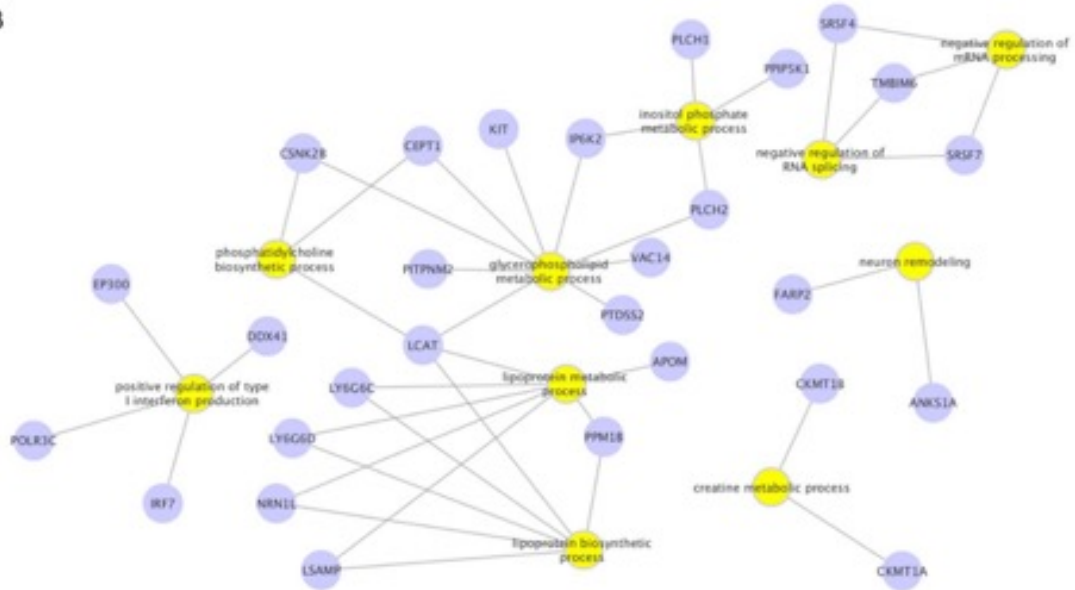 B
SRSF4
PLCH1
negative regulation of
mRNA processing
PPIP5K1
TMBIM6
inositol phosphate
metabolic process
KIT
IP6K2
CEPT1
CSNK2B
negative regulation of
RNA splicing
SRSF7
PLCH2
phosphatidylcholine
biosynthetic process
PITPNM2
glycerophospholipid
metabolic process
VAC14
neuron remodeling
EP300
FARP2
PTDSS2
DDX41
LCAT
APOM
positive regulation of type
I interferon production
LY6G6C
lipoprotein metabolic
process
CKMT1B
ANKS1A
POLR3C
LY6G6D
PPM1B
creatine metabolic process
IRF7
NRN1L
lipoprotein biosynthetic
process
LSAMP
CKMT1A